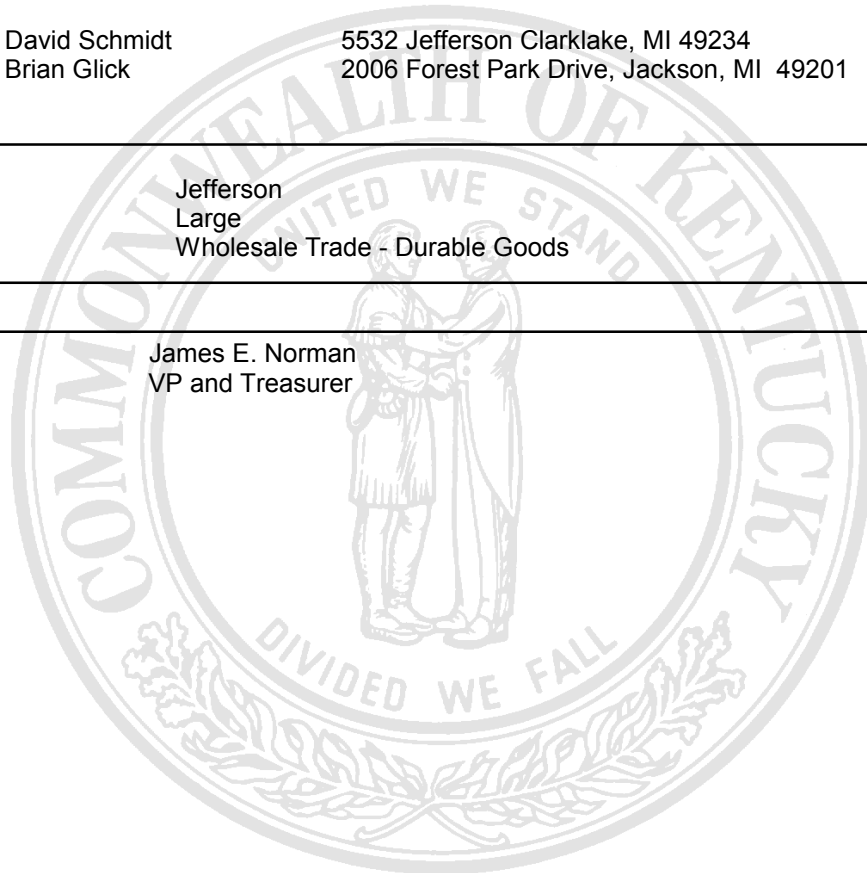 David Schmidt 5532 Jefferson Clarklake, MI 49234
Brian Glick 2006 Forest Park Drive, Jackson, MI 49201
Jefferson
Large
Wholesale Trade - Durable Goods
James E. Norman
VP and Treasurer
COMMONWEALTH OF KENTUCKY
UNITED WE STAND
DIVIDED WE FALL